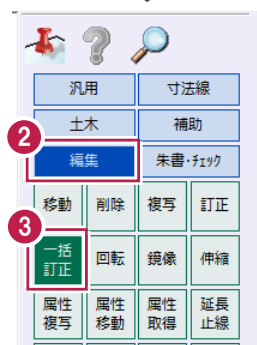 汎用 寸法線
土木 補助
2
編集 朱書・ﾁｪｯｸ
移動 削除 複写 訂正
3
一括 回転 鏡像 伸縮
訂正
属性 属性 属性 延長
複写 移動 取得 止線